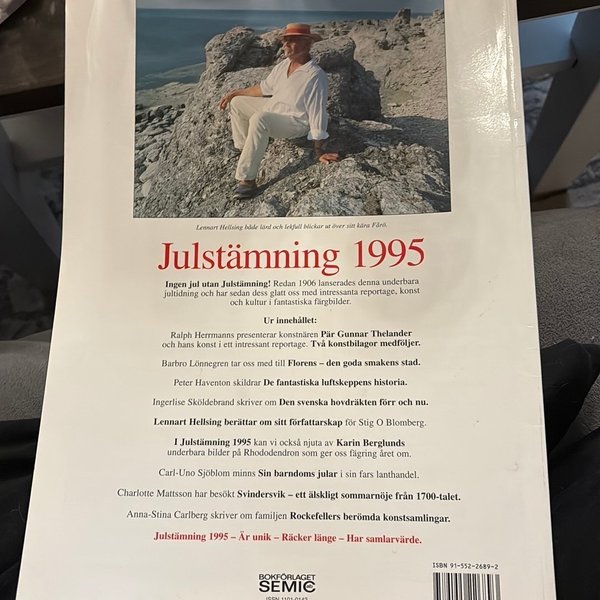 Lennart Hellsing både lärd och lekfull blickar ut över sitt kära Fårö.
Julstämning 1995
Ingen jul utan Julstämning! Redan 1906 lanserades denna underbara
jultidning och har sedan dess glatt oss med intressanta reportage, konst
och kultur i fantastiska färgbilder.
Ur innehållet:
Ralph Herrmanns presenterar konstnären Pär Gunnar Thelander
och hans konst i ett intressant reportage. Två konstbilagor medföljer.
Barbro Lönnegren tar oss med till Florens – den goda smakens stad.
Peter Haventon skildrar De fantastiska luftskeppens historia.
Ingerlise Sköldebrand skriver om Den svenska hovdräkten förr och nu.
Lennart Hellsing berättar om sitt författarskap för Stig O Blomberg.
I Julstämning 1995 kan vi också njuta av Karin Berglunds
underbara bilder på Rhododendron som ger oss fägring året om.
Carl-Uno Sjöblom minns Sin barndoms jular i sin fars lanthandel.
Charlotte Mattsson har besökt Svindersvik – ett älskligt sommarnöje från 1700-talet.
Anna-Stina Carlberg skriver om familjen Rockefellers berömda konstsamlingar.
Julstämning 1995 – Är unik – Räcker länge – Har samlarvärde.
ISBN 91-552-2689-2
BOKFÖRLAGET
SEMIC
ISSN 1101-0142